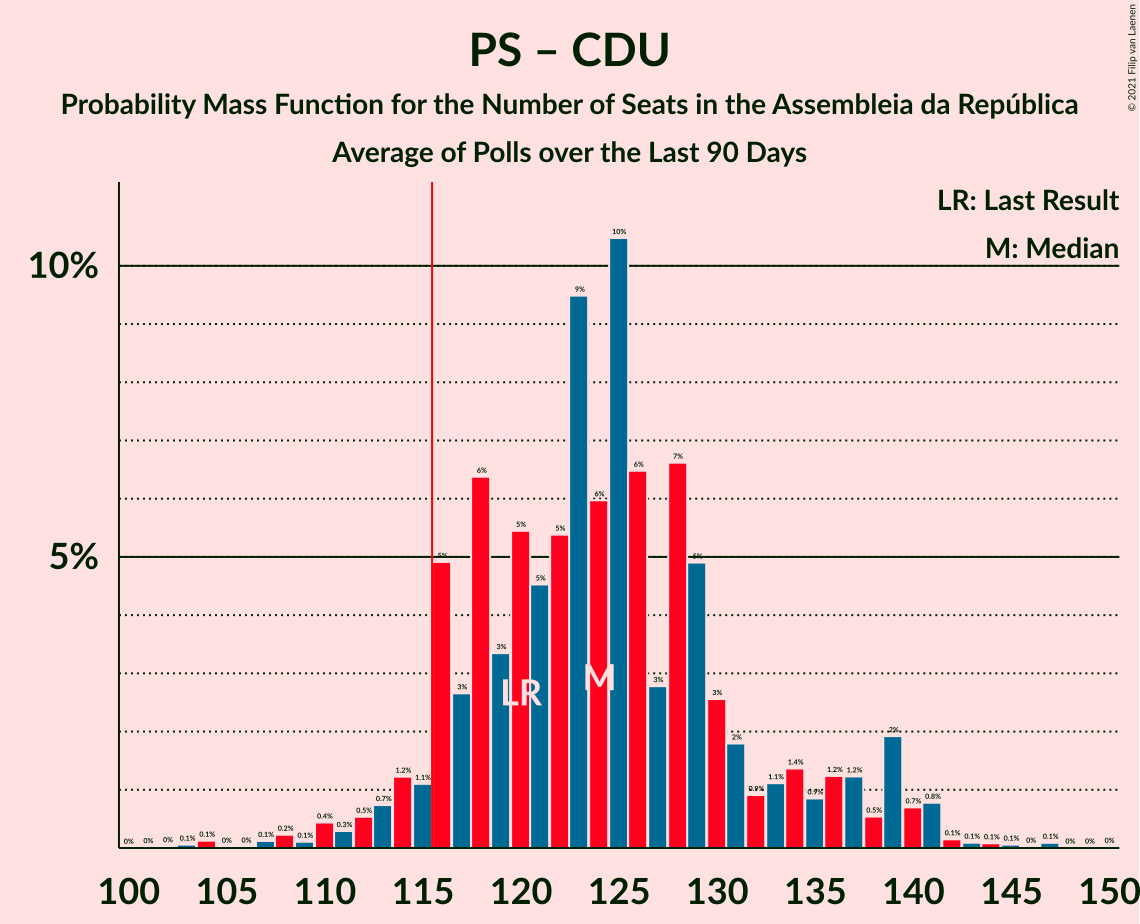 PS – CDU
Probability Mass Function for the Number of Seats in the Assembleia da República
Average of Polls over the Last 90 Days
© 2021 Filip van Laenen
LR: Last Result
M: Median
10%
5%
0% 0% 0% 0.1% 0.1% 0% 0% 0.1% 0.2% 0.1% 0.4% 0.3% 0.5% 0.7% 1.2% 1.1% 5% 3% 6% 3% 5% 5% 5% 9% 6% 10% 6% 3% 7% 5% 3% 2% 0.9% 1.1% 1.4% 0.9% 1.2% 1.2% 0.5% 2% 0.7% 0.8% 0.1% 0.1% 0.1% 0.1% 0% 0.1% 0% 0% 0%
LR
M
100 105 110 115 120 125 130 135 140 145 150